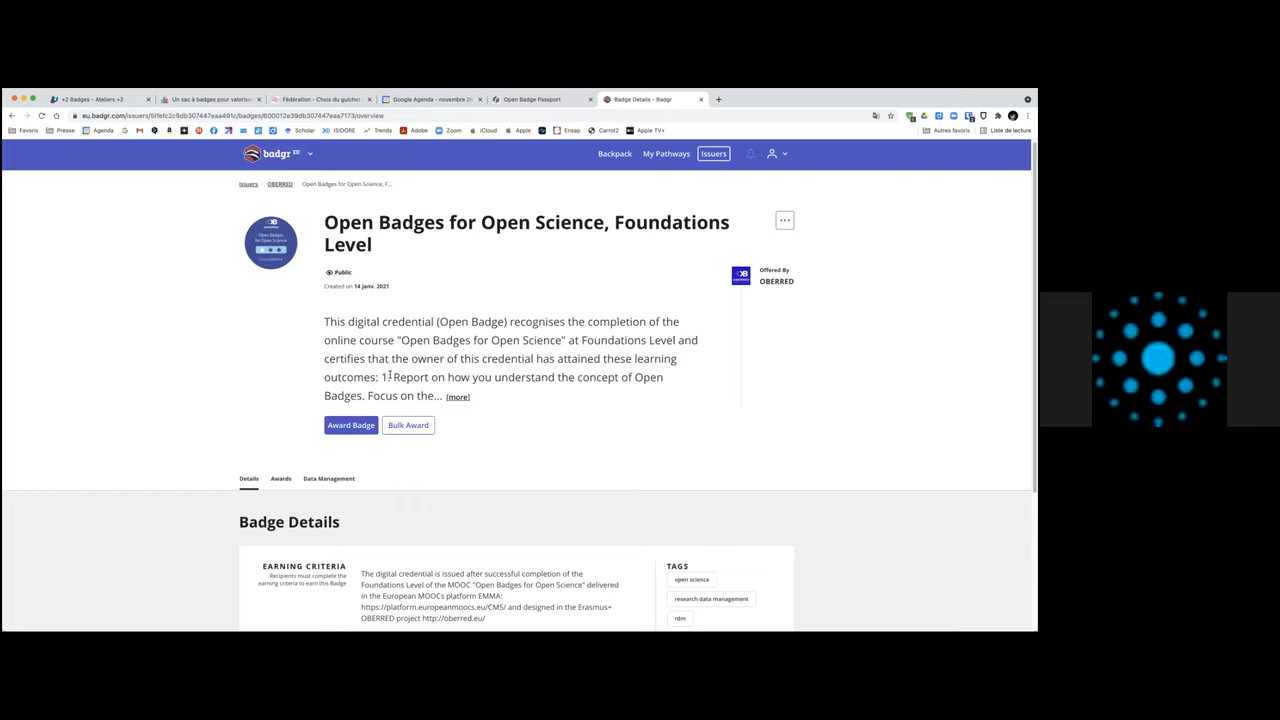 +2 Badges - Ateliers +2
Un sac à badges pour valoris
Fédération - Choix du guichet
Google Agenda - novembre 20
Open Badge Passport
Badge Details - Badgr
eu.badgr.com/issuers/5ffefc2c9db307447eaa491c/badges/600012e39db307447eaa7173/overview
Favoris Presse Agenda Scholar ISIDORE Trends Adobe Zoom iCloud Apple Ensap Carrot2 Apple TV+ Autres favoris Liste de lecture
badgr EU
Backpack My Pathways Issuers
Issuers OBERRED Open Badges for Open Science, F...
Open Badges for Open Science, Foundations
Level
Public
Created on 14 janv. 2021
OBERRED
Open Badges
for Open Science
Foundations
Offered By
OBERRED
This digital credential (Open Badge) recognises the completion of the
online course "Open Badges for Open Science" at Foundations Level and
certifies that the owner of this credential has attained these learning
outcomes: 1. Report on how you understand the concept of Open
Badges. Focus on the... [more]
Award Badge Bulk Award
Details Awards Data Management
Badge Details
EARNING CRITERIA
Recipients must complete the
earning criteria to earn this Badge
The digital credential is issued after successful completion of the
Foundations Level of the MOOC "Open Badges for Open Science" delivered
in the European MOOCs platform EMMA:
https://platform.europeanmoocs.eu/CMS/ and designed in the Erasmus+
OBERRED project http://oberred.eu/
TAGS
open science
research data management
rdm